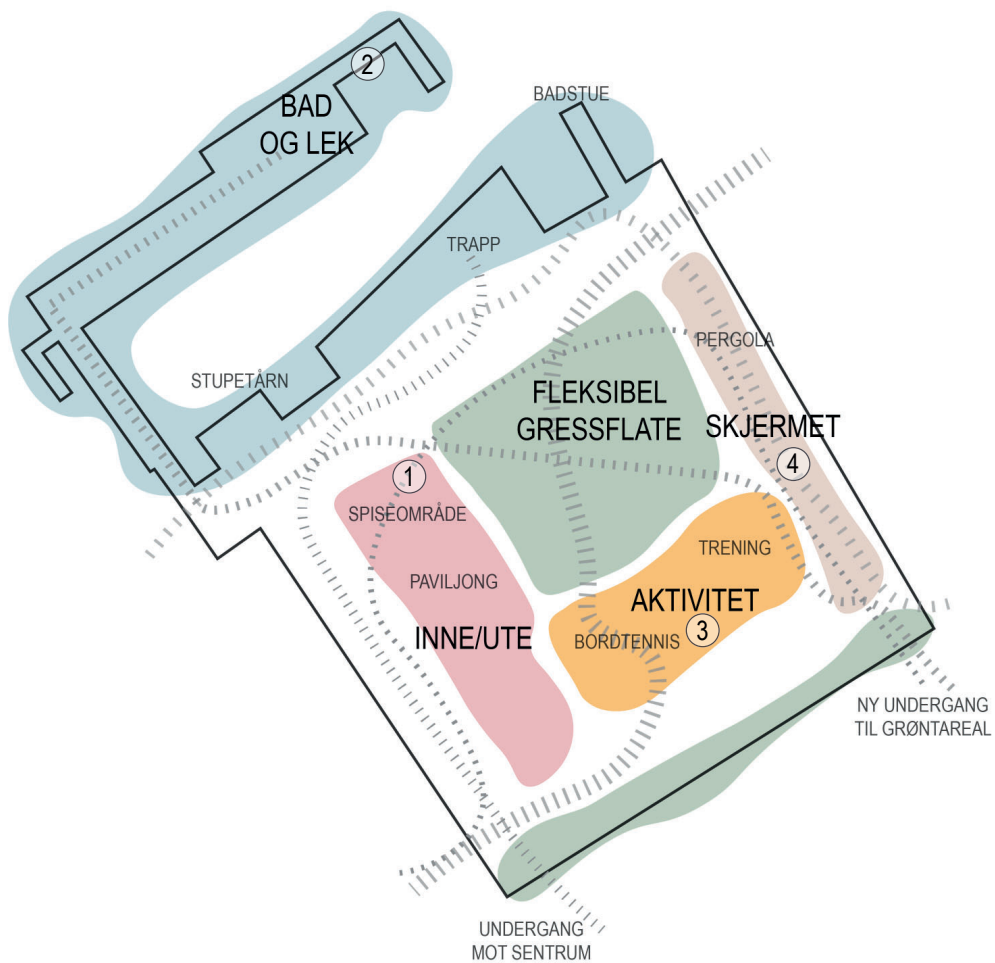 2
BAD
OG LEK
BADSTUE
TRAPP
STUPETÅRN
PERGOLA
FLEKSIBEL
GRESSFLATE
SKJERMET
4
1
SPISEOMRÅDE
PAVILJONG
INNE/UTE
TRENING
AKTIVITET
BORDTENNIS
3
NY UNDERGANG
TIL GRØNTAREAL
UNDERGANG
MOT SENTRUM